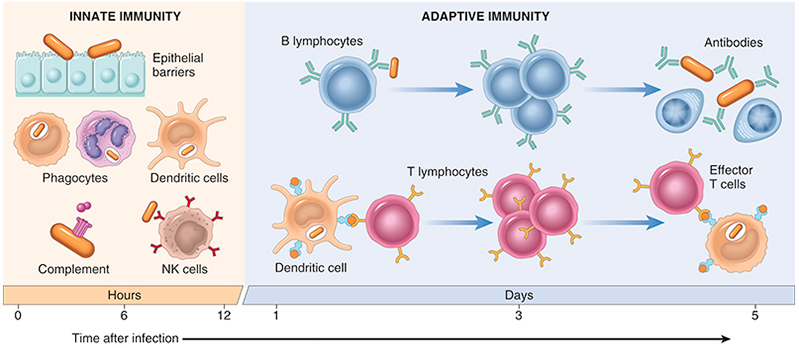 INNATE IMMUNITY
ADAPTIVE IMMUNITY
Epithelial
barriers
B lymphocytes
Antibodies
Phagocytes
Dendritic cells
T lymphocytes
Effector
T cells
Complement
NK cells
Dendritic cell
Hours
Days
0
6
12
1
3
5
Time after infection